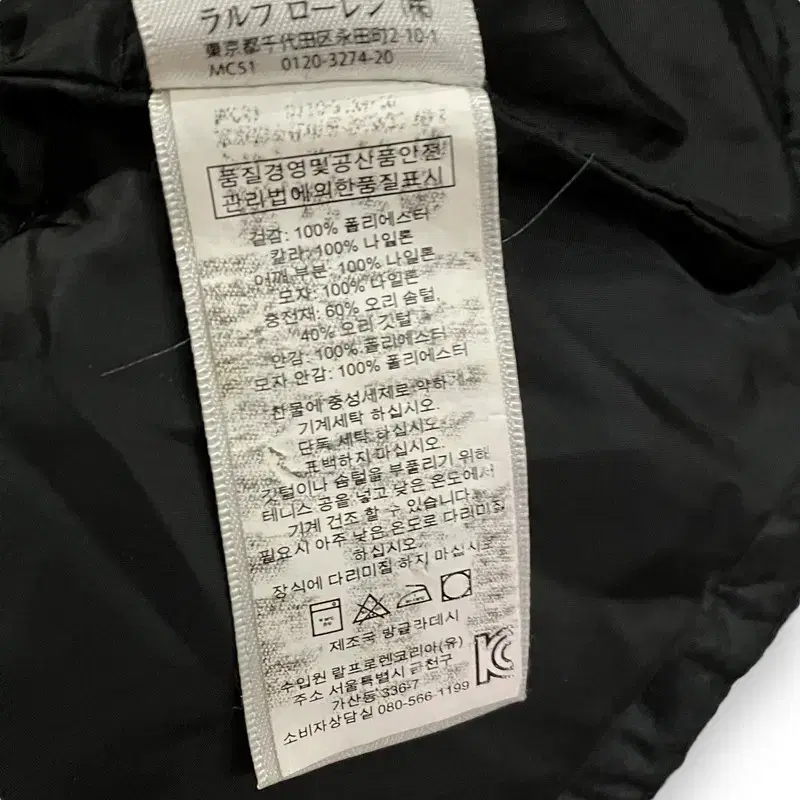 ラルフ ローレン (株)
東京都千代田区永田町2-10-1
MCS1 0120-3274-20
품질경영및공산품안전
관리법에의한품질표시
겉감: 100% 폴리에스터
칼라: 100% 나일론
어깨 부분: 100% 나일론
모자: 100% 나일론
충전재: 60% 오리 솜털,
40% 오리 깃털
안감: 100% 폴리에스터
모자 안감: 100% 폴리에스터
찬물에 중성세제로 약하게
기계세탁 하십시오.
단독 세탁 하십시오.
표백하지 마십시오.
깃털이나 솜털을 부풀리기 위해
테니스 공을 넣고 낮은 온도에서
기계 건조 할 수 있습니다.
필요시 아주 낮은 온도로 다리미질
하십시오.
장식에 다리미질 하지 마십시오
제조국 방글라데시
수입원 랄프로렌코리아(유)
주소 서울특별시 금천구
가산동 336-7
소비자상담실 080-566-1199